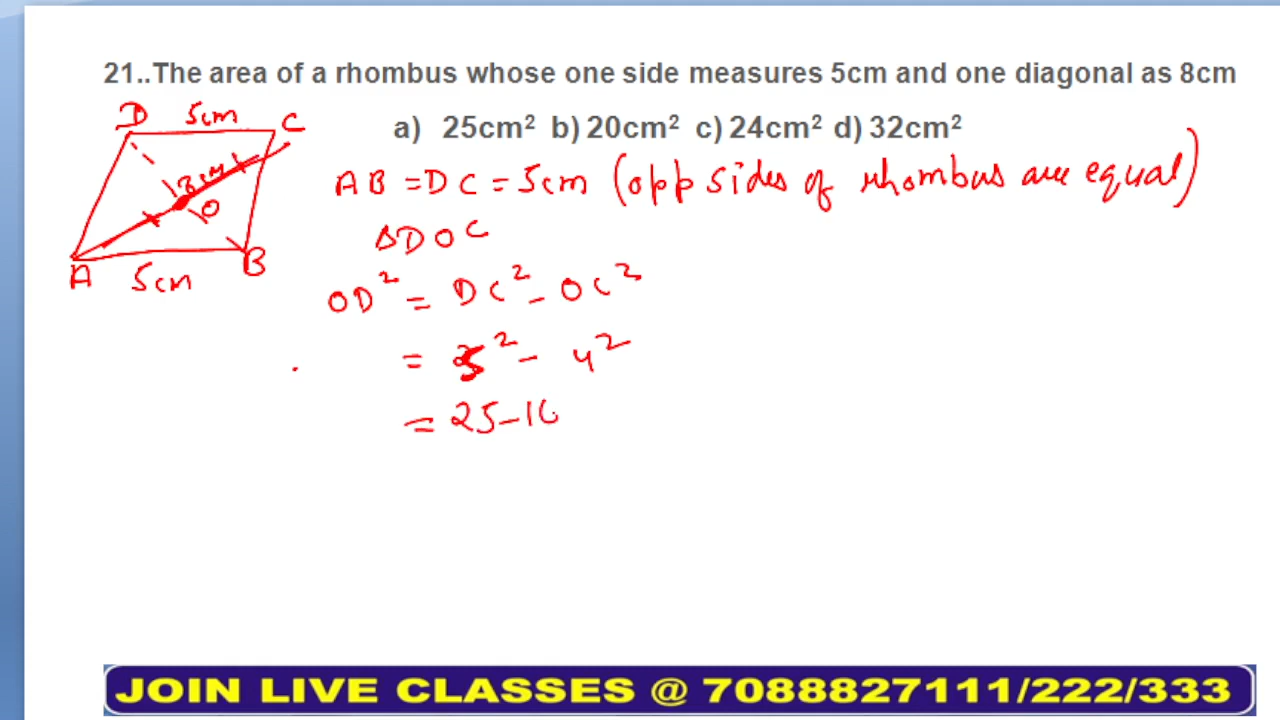 21..The area of a rhombus whose one side measures 5cm and one diagonal as 8cm
a) 25cm² b) 20cm² c) 24cm² d) 32cm²
D 5cm C
8cm
O
A 5cm B
AB = DC = 5cm (opp sides of rhombus are equal)
△DOC
OD² = DC² - OC²
= 5² - 4²
= 25-16
JOIN LIVE CLASSES @ 7088827111/222/333